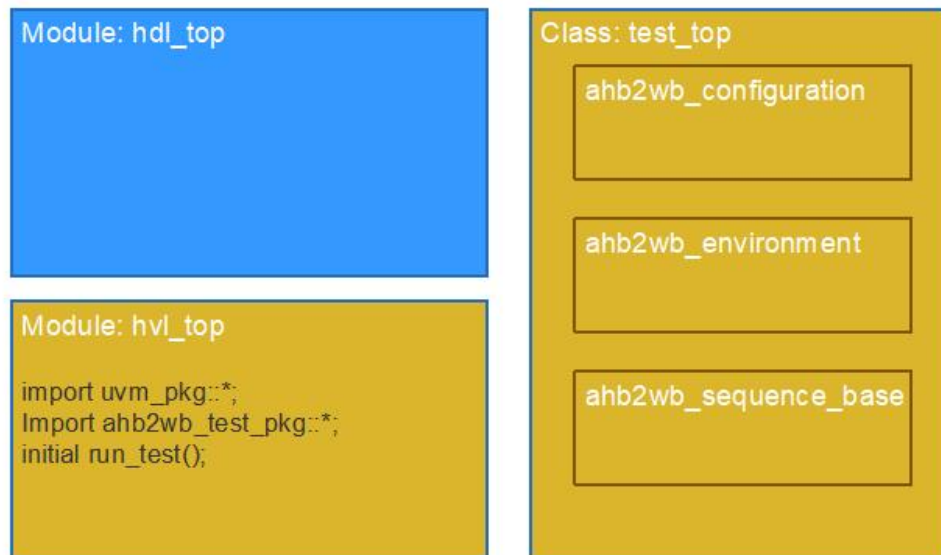 Module: hdl_top
Module: hvl_top
import uvm_pkg::*;
Import ahb2wb_test_pkg::*;
initial run_test();
Class: test_top
ahb2wb_configuration
ahb2wb_environment
ahb2wb_sequence_base